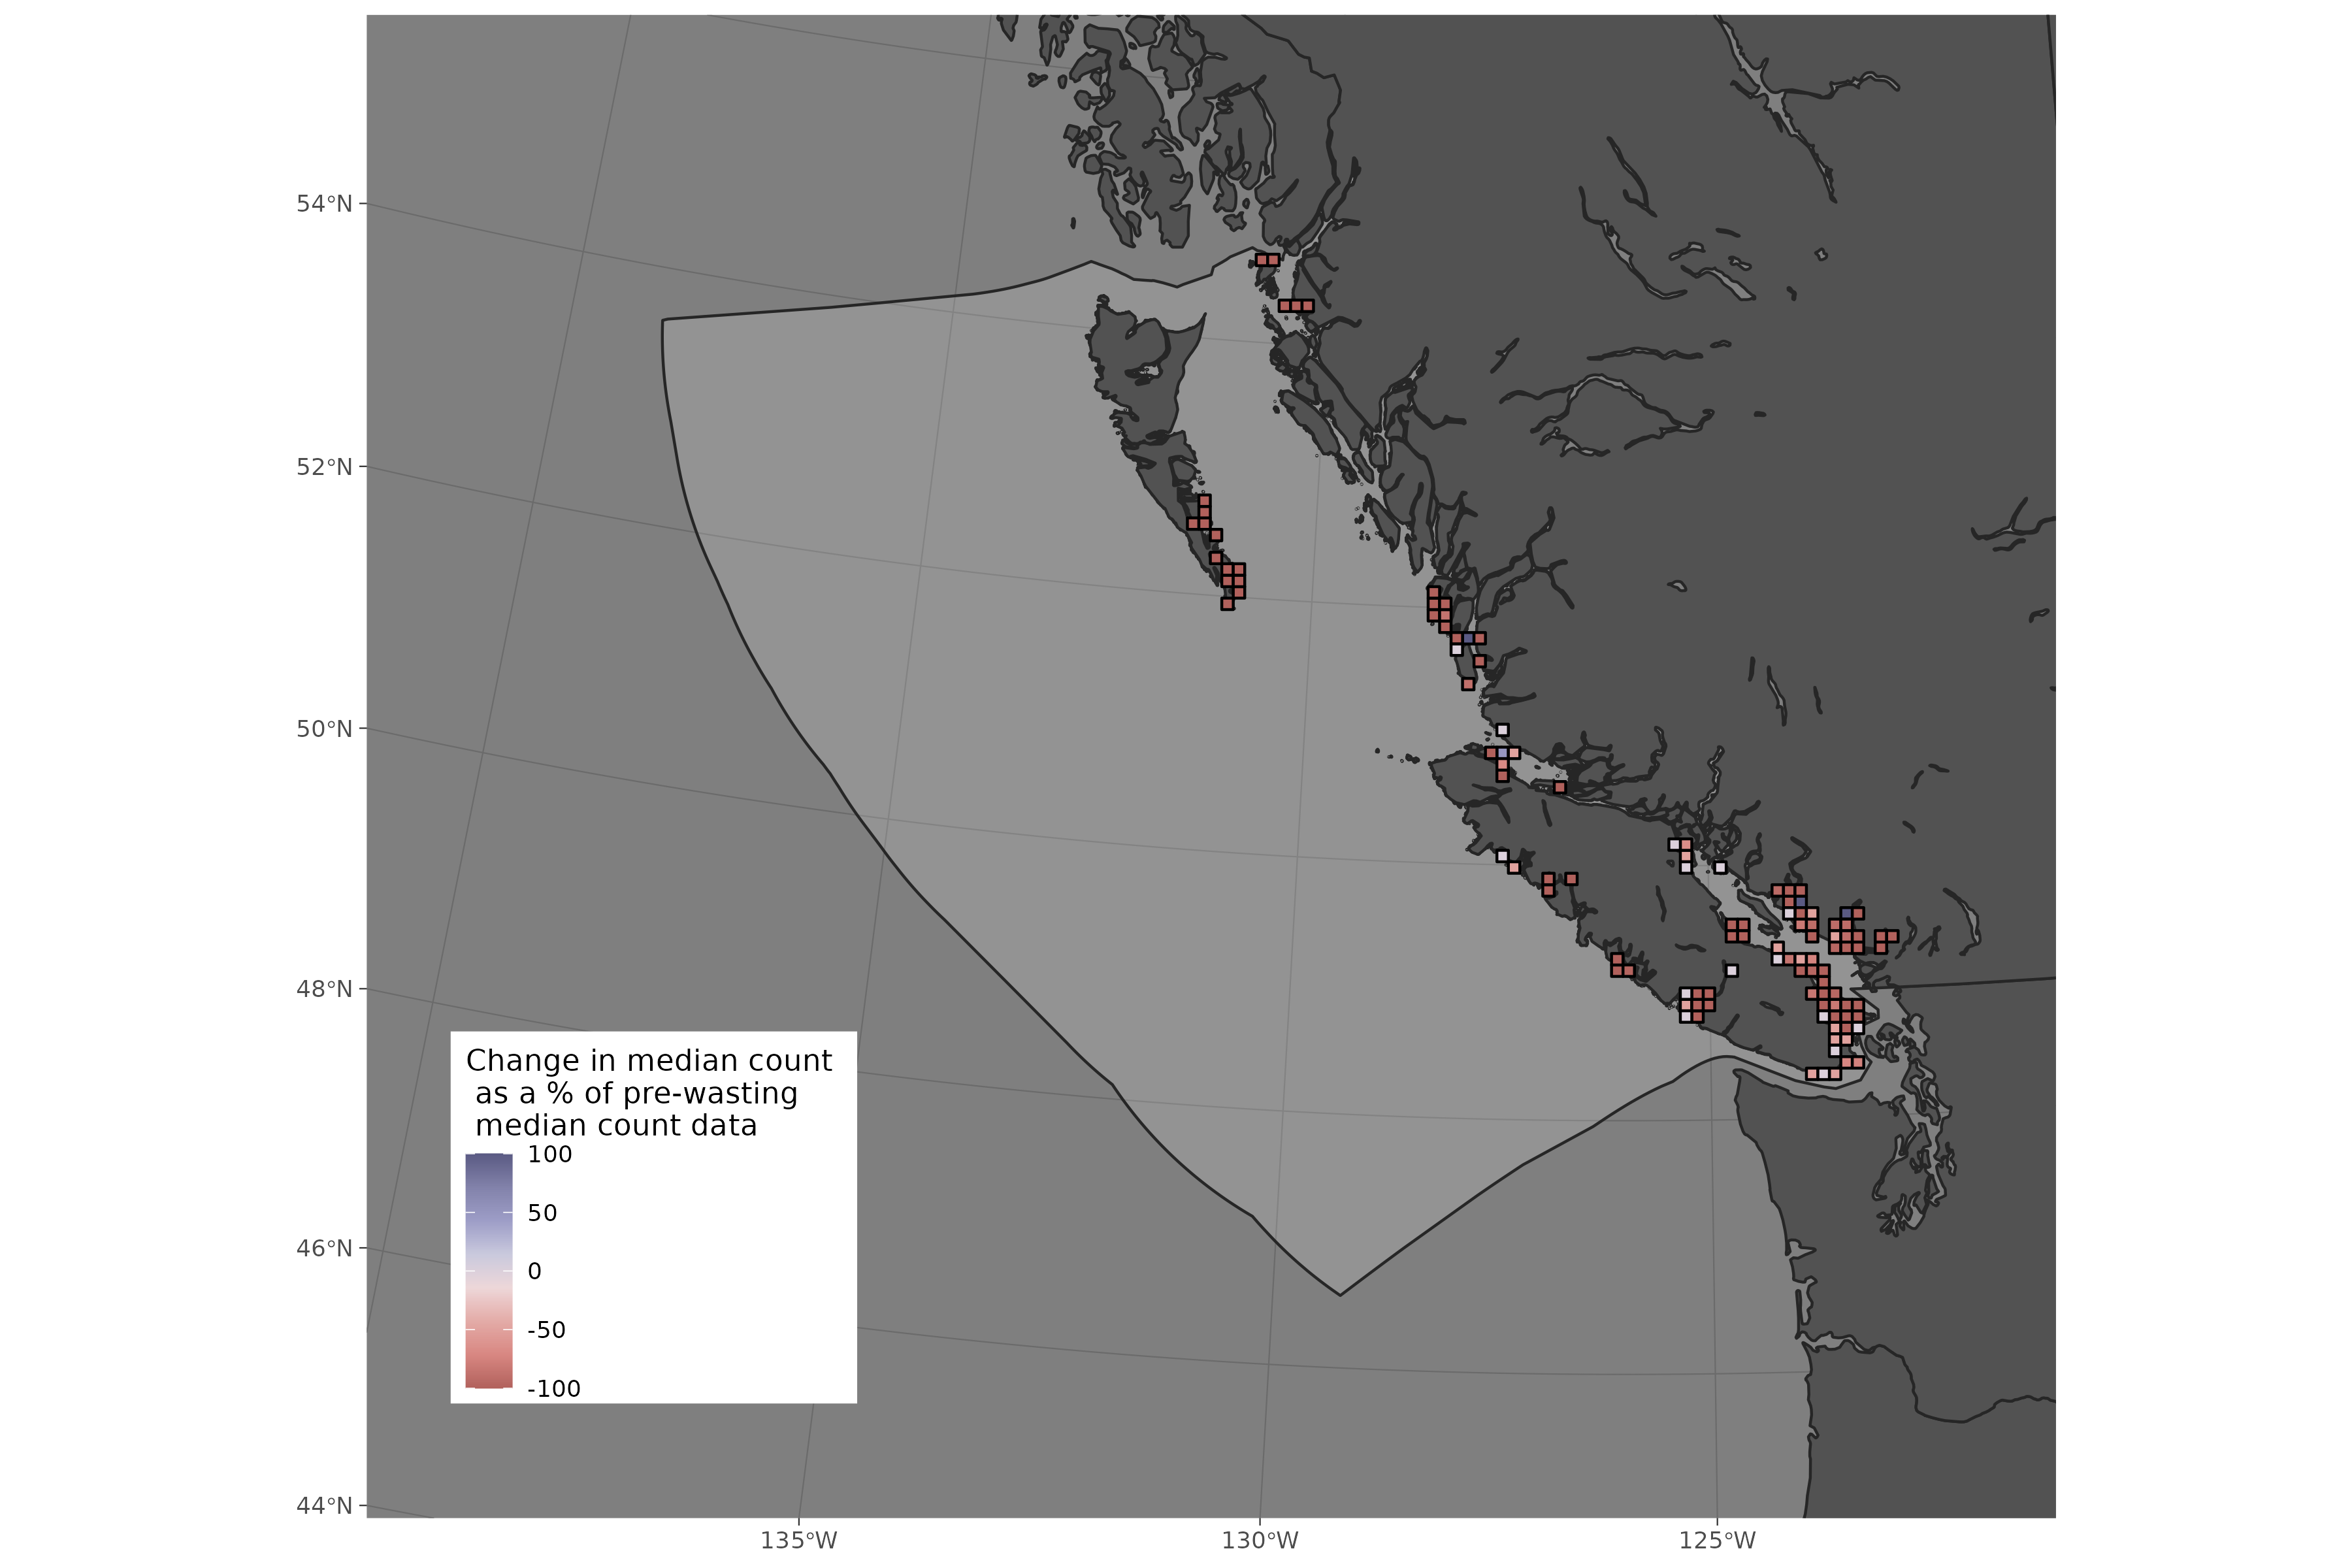 54°N
52°N
50°N
48°N
46°N
44°N
Change in median count
as a % of pre-wasting
median count data
100
50
0
-50
-100
135°W
130°W
125°W